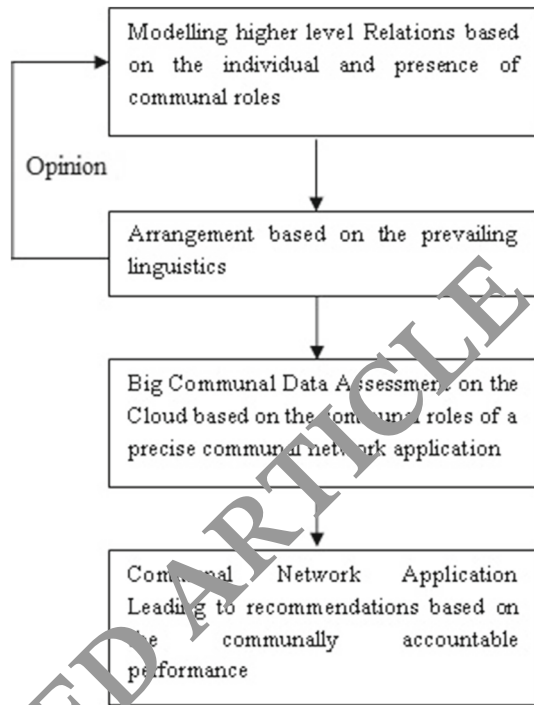 Modelling higher level Relations based
on the individual and presence of
communal roles
Opinion
Arrangement based on the prevailing
linguistics
Big Communal Data Assessment on the
Cloud based on the communal roles of a
precise communal network application
Communal Network Application
Leading to recommendations based on
the communally accountable
performance
ED ARTICLE